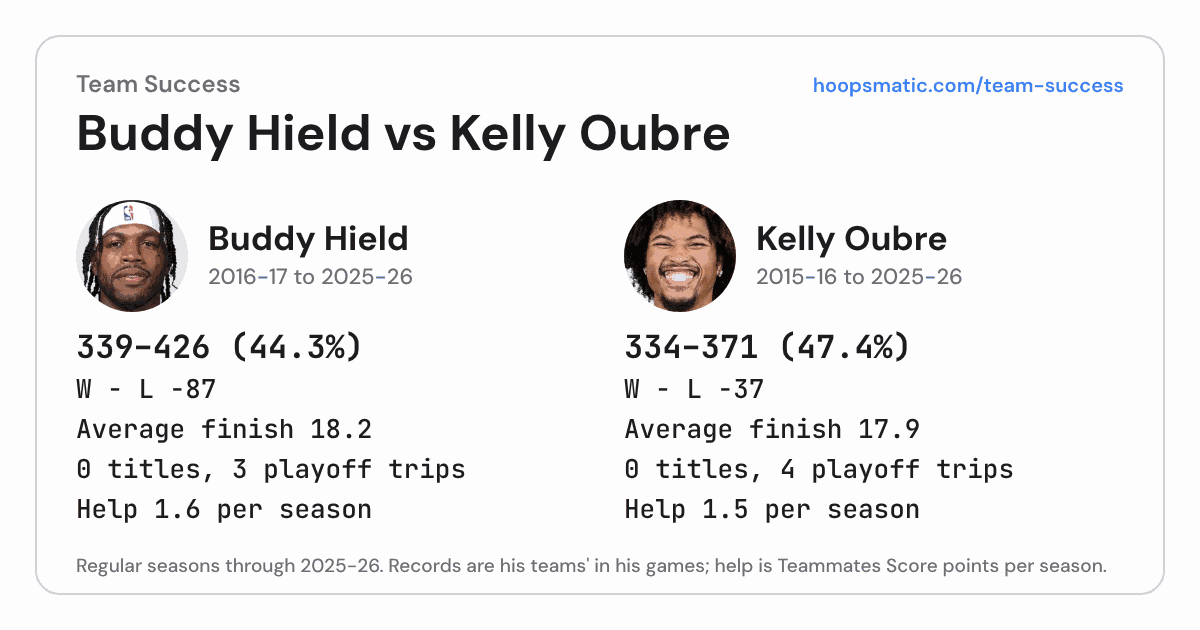 Team Success
hoopsmatic.com/team-success
Buddy Hield vs Kelly Oubre
Buddy Hield
2016-17 to 2025-26
339-426 (44.3%)
W - L -87
Average finish 18.2
0 titles, 3 playoff trips
Help 1.6 per season
Kelly Oubre
2015-16 to 2025-26
334-371 (47.4%)
W - L -37
Average finish 17.9
0 titles, 4 playoff trips
Help 1.5 per season
Regular seasons through 2025-26. Records are his teams' in his games; help is Teammates Score points per season.